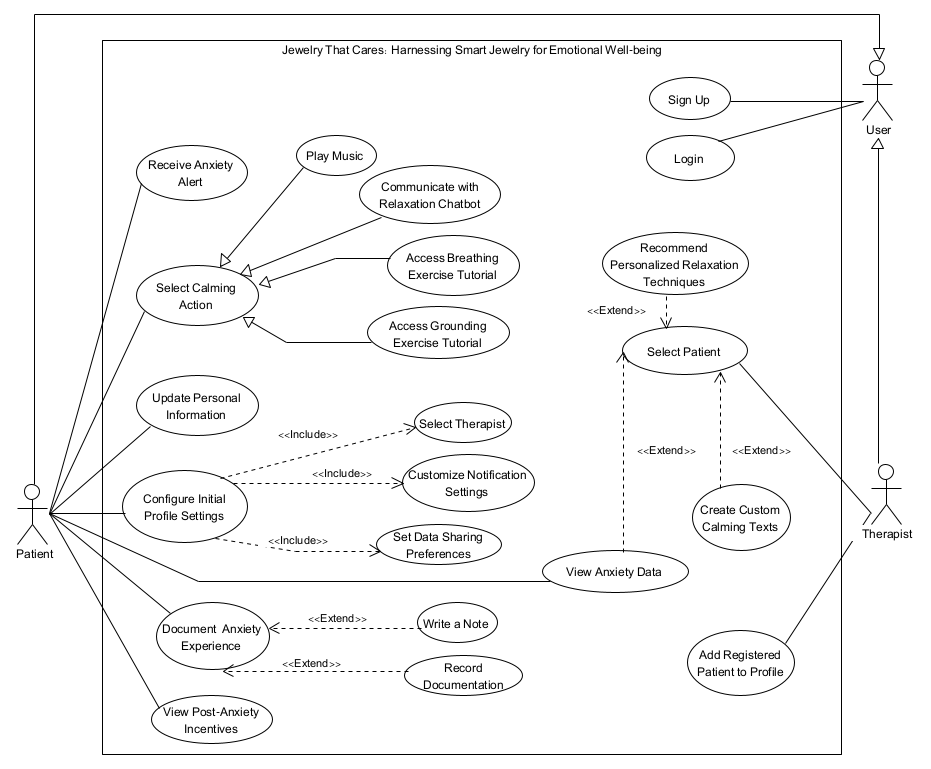 Jewelry That Cares: Harnessing Smart Jewelry for Emotional Well-being
Sign Up
User
Login
Play Music
Receive Anxiety
Alert
Communicate with
Relaxation Chatbot
Access Breathing
Exercise Tutorial
Select Calming
Action
Access Grounding
Exercise Tutorial
Recommend
Personalized Relaxation
Techniques
<<Extend>>
Select Patient
Update Personal
Information
Select Therapist
<<Include>>
<<Extend>>
<<Extend>>
Customize Notification
Settings
<<Include>>
Configure Initial
Profile Settings
Create Custom
Calming Texts
Set Data Sharing
Preferences
<<Include>>
Patient
Therapist
View Anxiety Data
Document Anxiety
Experience
<<Extend>>
Write a Note
<<Extend>>
Record
Documentation
Add Registered
Patient to Profile
View Post-Anxiety
Incentives